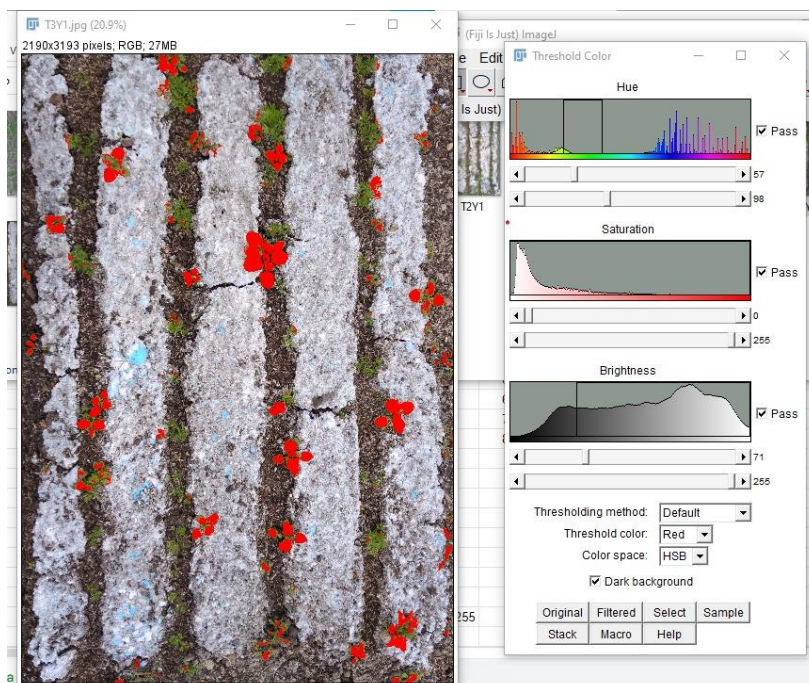 T3Y1.jpg (20.9%)
2190x3193 pixels; RGB; 27MB
(Fiji Is Just) ImageJ
Edit
Is Just)
T2Y1
255
Threshold Color
Hue
Pass
57
98
Saturation
Pass
0
255
Brightness
Pass
71
255
Thresholding method: Default
Threshold color: Red
Color space: HSB
Dark background
Original Filtered Select Sample
Stack Macro Help